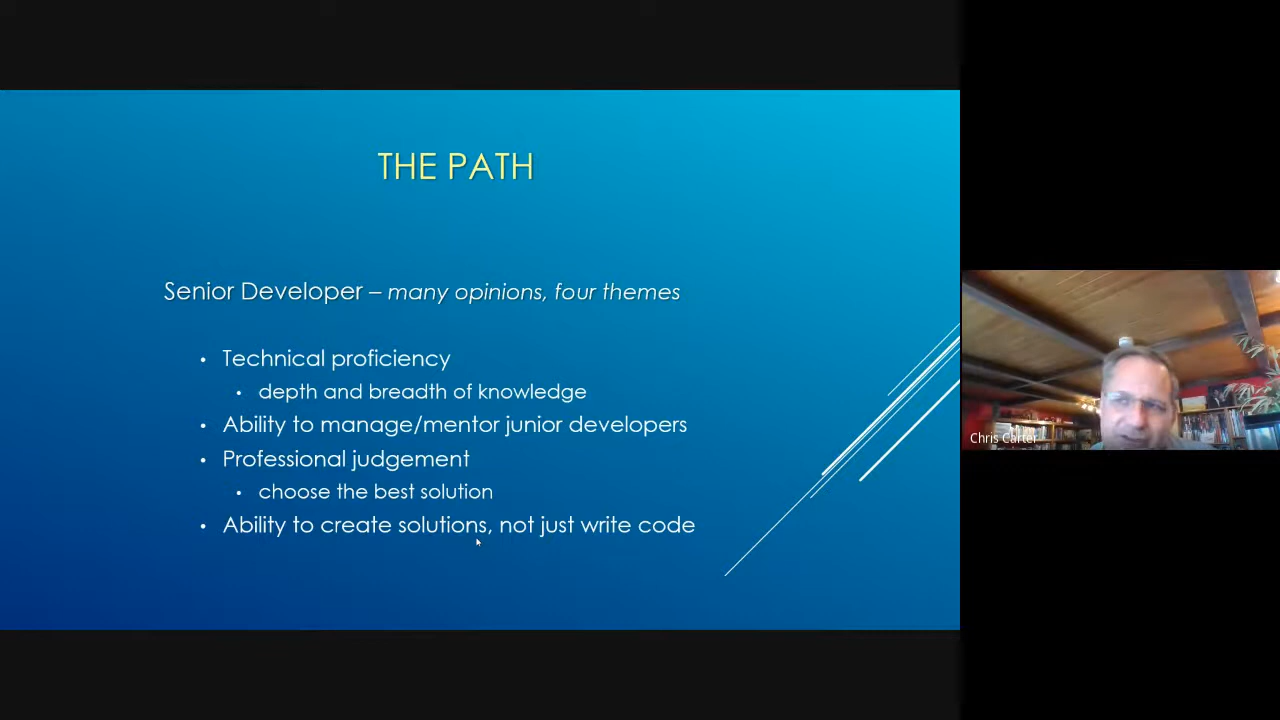 THE PATH
Senior Developer – many opinions, four themes
• Technical proficiency
• depth and breadth of knowledge
• Ability to manage/mentor junior developers
• Professional judgement
• choose the best solution
• Ability to create solutions, not just write code
Chris Carter